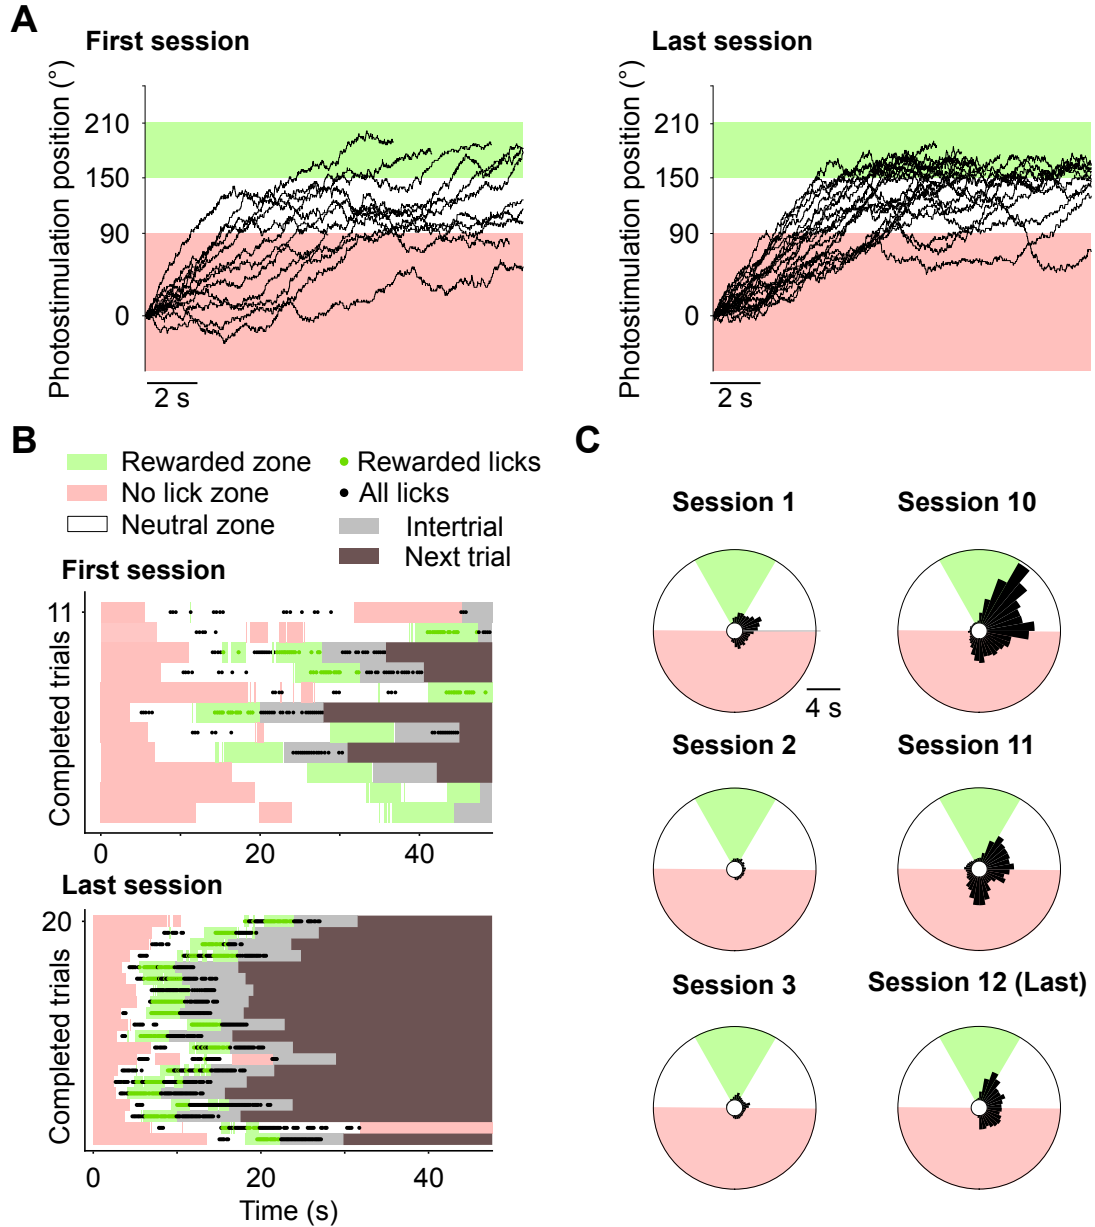 A
First session
Last session
Photostimulation position (°)
210
150
90
0
2 s
Photostimulation position (°)
210
150
90
0
2 s
B
Rewarded zone
No lick zone
Neutral zone
Rewarded licks
All licks
Intertrial
Next trial
First session
Completed trials
11
0
20
40
Last session
Completed trials
20
0
20
40
Time (s)
C
Session 1
Session 10
4 s
Session 2
Session 11
Session 3
Session 12 (Last)